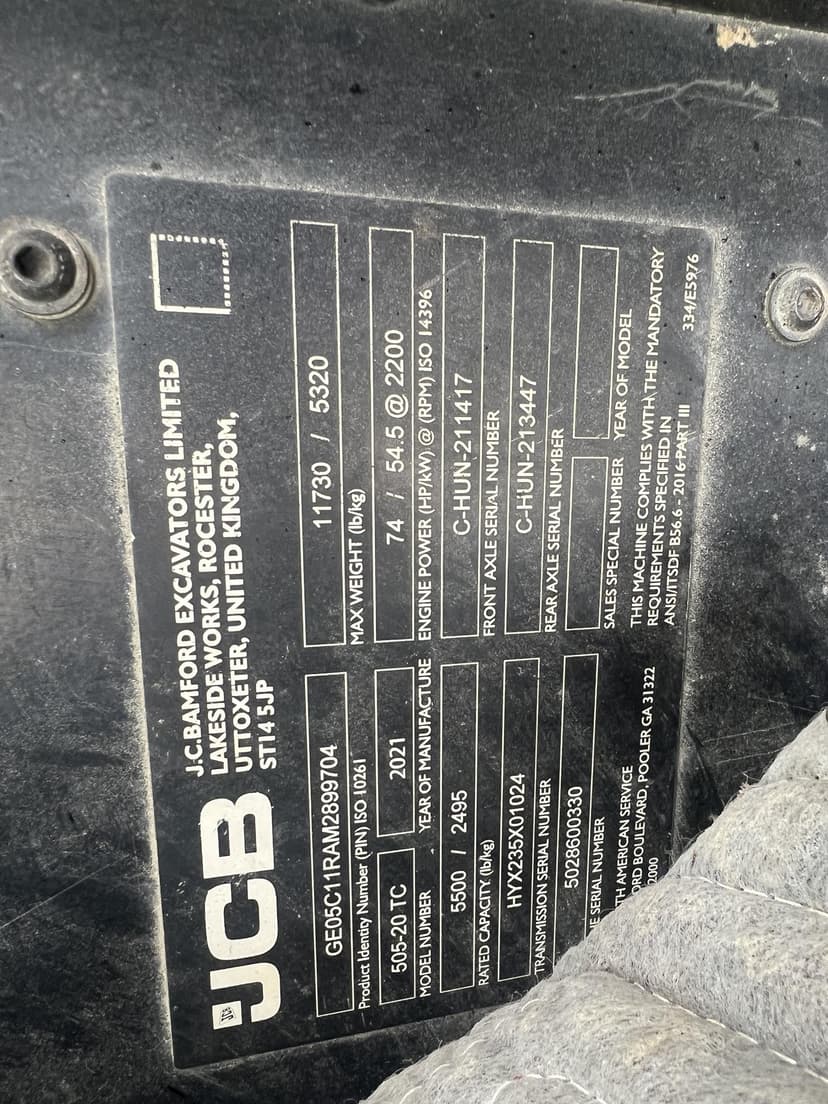 JCB
J.C.BAMFORD EXCAVATORS LIMITED
LAKESIDE WORKS, ROCESTER,
UTTOXETER, UNITED KINGDOM,
ST14 5JP
GE05C11RAM2899704
Product Identity Number (PIN) ISO 10261
11730 / 5320
MAX WEIGHT (lb/kg)
505-20 TC
MODEL NUMBER
2021
YEAR OF MANUFACTURE
74 / 54.5 @ 2200
ENGINE POWER (HP/kW) @ (RPM) ISO 14396
5500 / 2495
RATED CAPACITY (lb/kg)
C-HUN-211417
FRONT AXLE SERIAL NUMBER
HYX235X01024
TRANSMISSION SERIAL NUMBER
C-HUN-213447
REAR AXLE SERIAL NUMBER
5028600330
SERIAL NUMBER
SALES SPECIAL NUMBER
YEAR OF MODEL
AMERICAN SERVICE
BOULEVARD, POOLER GA 31322
THIS MACHINE COMPLIES WITH THE MANDATORY
REQUIREMENTS SPECIFIED IN
ANSI/ITSDF B56.6 - 2016 PART III
334/E5976